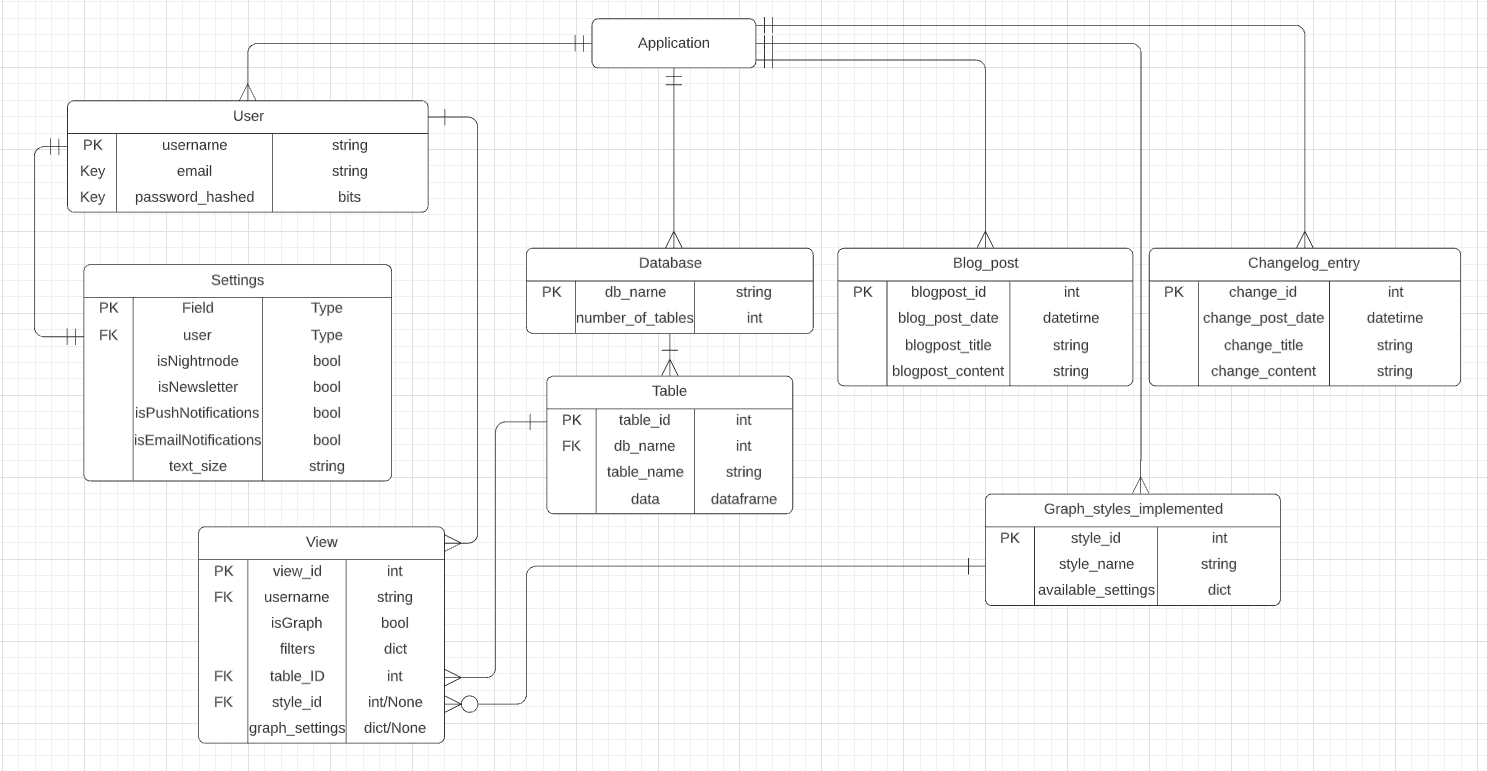 Application
User
PK username string
Key email string
Key password_hashed bits
Settings
PK Field Type
FK user Type
isNightmode bool
isNewsletter bool
isPushNotifications bool
isEmailNotifications bool
text_size string
Database
PK db_name string
number_of_tables int
Table
PK table_id int
FK db_name int
table_name string
data dataframe
Blog_post
PK blogpost_id int
blog_post_date datetime
blogpost_title string
blogpost_content string
Changelog_entry
PK change_id int
change_post_date datetime
change_title string
change_content string
Graph_styles_implemented
PK style_id int
style_name string
available_settings dict
View
PK view_id int
FK username string
isGraph bool
filters dict
FK table_ID int
FK style_id int/None
graph_settings dict/None